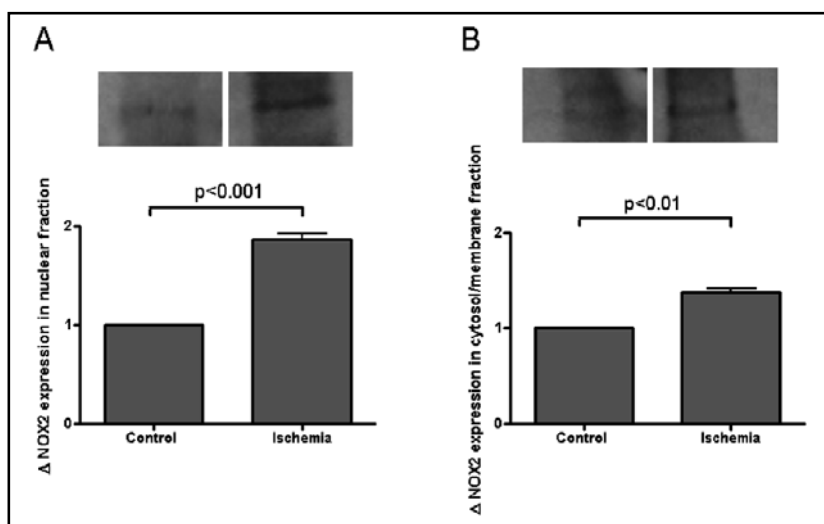 A
p<0.001
Δ NOX2 expression in nuclear fraction
2
1
0
Control Ischemia
B
p<0.01
Δ NOX2 expression in cytosol/membrane fraction
2
1
0
Control Ischemia